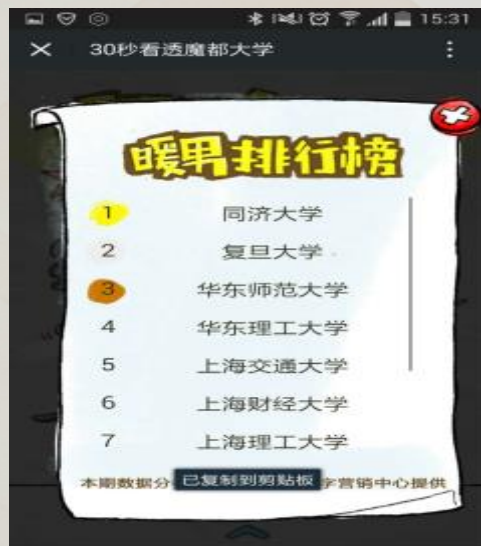 15:31
30秒看透魔都大学
暖男排行榜
1 同济大学
2 复旦大学
3 华东师范大学
4 华东理工大学
5 上海交通大学
6 上海财经大学
7 上海理工大学
本期数据分 已复制到剪贴板 字营销中心提供